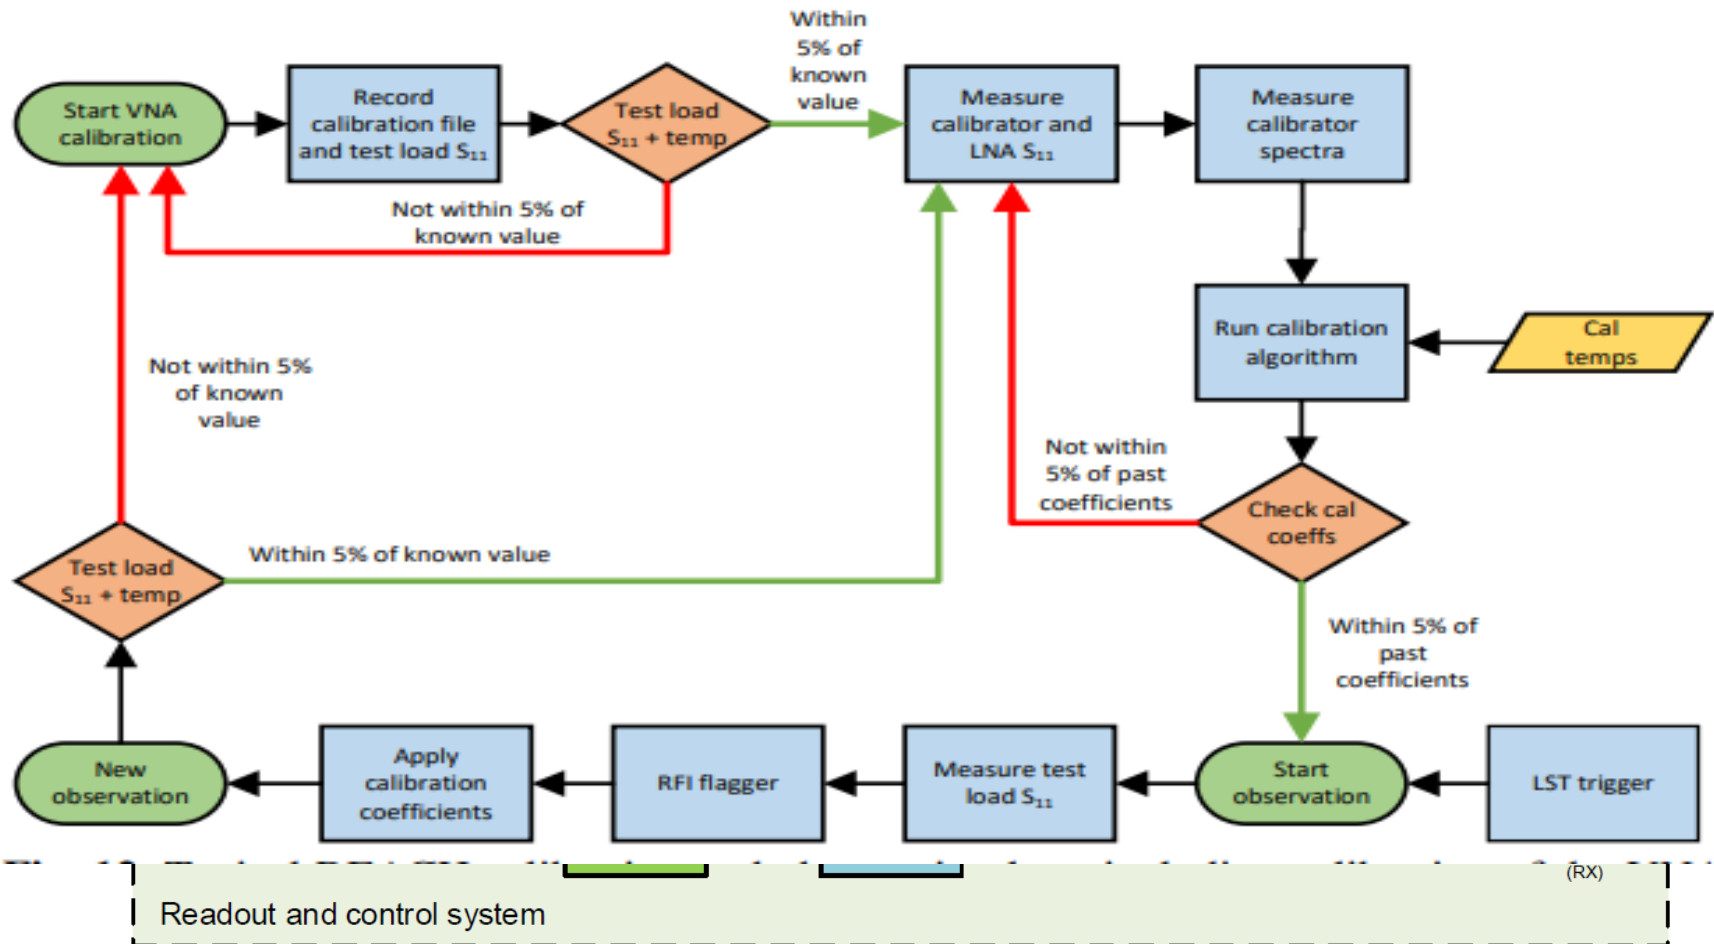 Within
5% of
known
value
Start VNA
calibration
Record
calibration file
and test load S₁₁
Test load
S₁₁ + temp
Measure
calibrator and
LNA S₁₁
Measure
calibrator
spectra
Not within 5% of
known value
Run calibration
algorithm
Cal
temps
Not within 5%
of known
value
Not within
5% of past
coefficients
Check cal
coeffs
Within 5% of known value
Test load
S₁₁ + temp
Within 5% of
past
coefficients
New
observation
Apply
calibration
coefficients
RFI flagger
Measure test
load S₁₁
Start
observation
LST trigger
(RX)
Readout and control system